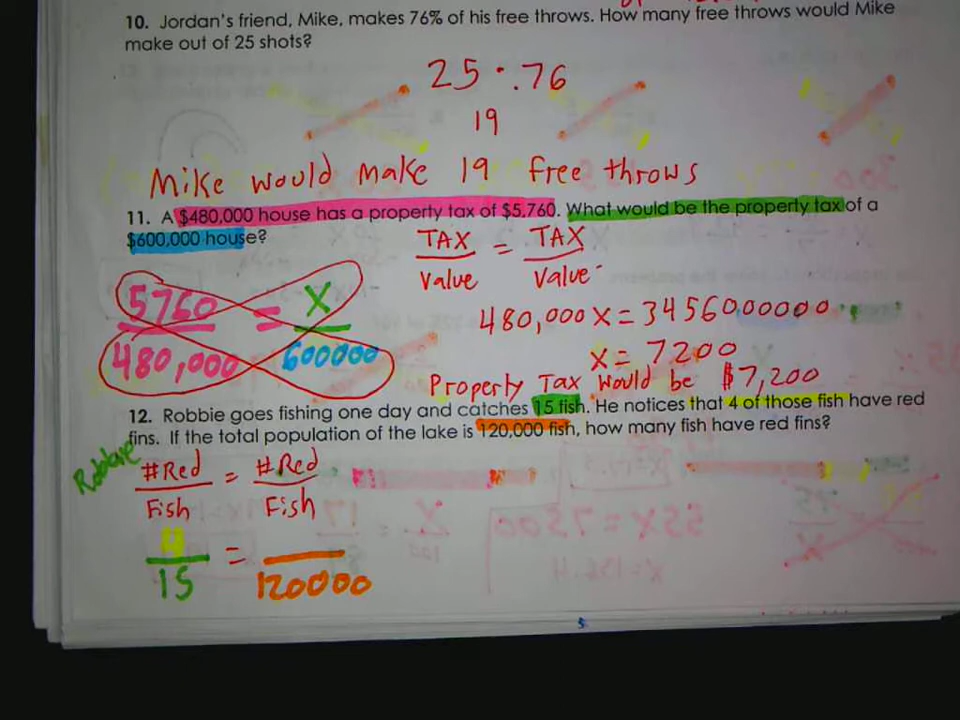 10. Jordan's friend, Mike, makes 76% of his free throws. How many free throws would Mike
make out of 25 shots?
25 · .76
19
Mike would make 19 free throws
11. A $480,000 house has a property tax of $5,760. What would be the property tax of a
$600,000 house?
TAX = TAX
Value Value
5760 = X
480,000 600000
480,000X = 3456000000
X = 7200
Property Tax would be $7,200
12. Robbie goes fishing one day and catches 15 fish. He notices that 4 of those fish have red
fins. If the total population of the lake is 120,000 fish, how many fish have red fins?
Robbie
#Red = #Red
Fish Fish
4 =
15 120000
5